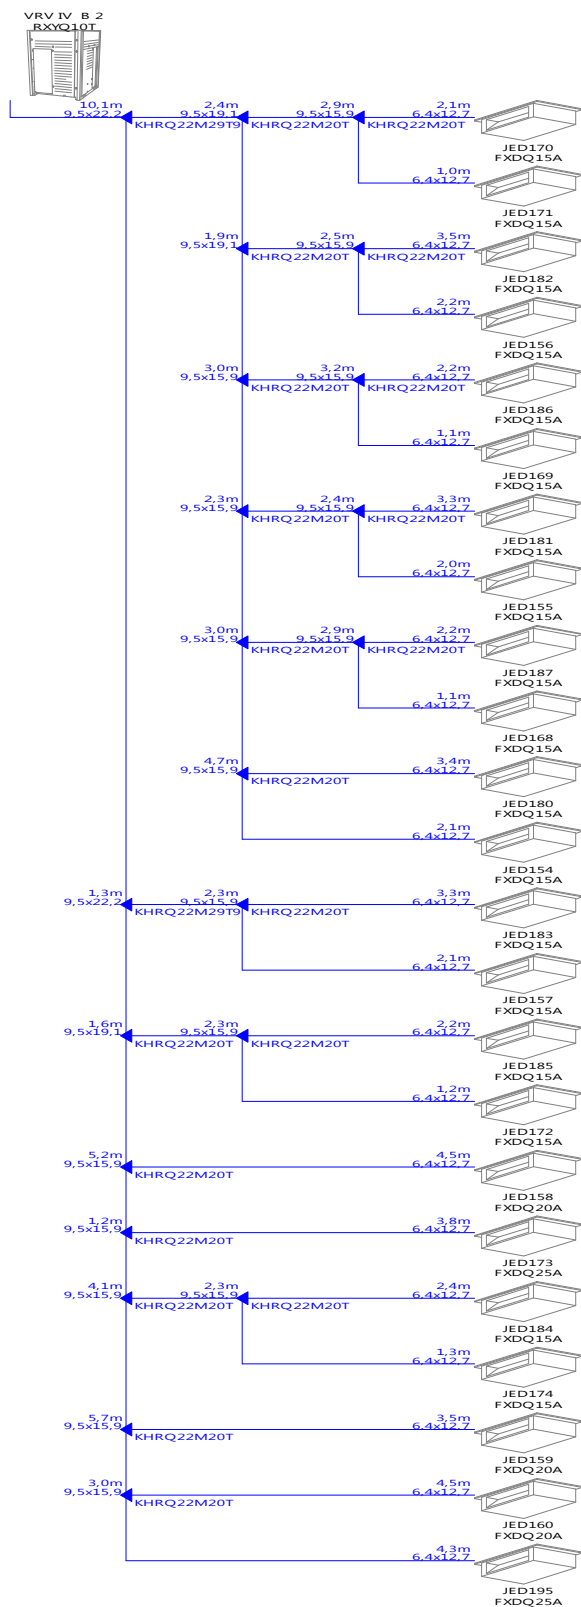 VRV IV B 2
RXYQ10T
10,1m 2,4m 2,9m 2,1m
9,5x22,2 9,5x19,1 9,5x15,9 6,4x12,7
KHRQ22M29T9 KHRQ22M20T KHRQ22M20T
JED170
FXDQ15A
1,0m
6,4x12,7
JED171
FXDQ15A
1,9m 2,5m 3,5m
9,5x19,1 9,5x15,9 6,4x12,7
KHRQ22M20T KHRQ22M20T
JED182
FXDQ15A
2,2m
6,4x12,7
JED156
FXDQ15A
3,0m 3,2m 2,2m
9,5x15,9 9,5x15,9 6,4x12,7
KHRQ22M20T KHRQ22M20T
JED186
FXDQ15A
1,1m
6,4x12,7
JED169
FXDQ15A
2,3m 2,4m 3,3m
9,5x15,9 9,5x15,9 6,4x12,7
KHRQ22M20T KHRQ22M20T
JED181
FXDQ15A
2,0m
6,4x12,7
JED155
FXDQ15A
3,0m 2,9m 2,2m
9,5x15,9 9,5x15,9 6,4x12,7
KHRQ22M20T KHRQ22M20T
JED187
FXDQ15A
1,1m
6,4x12,7
JED168
FXDQ15A
4,7m 3,4m
9,5x15,9 6,4x12,7
KHRQ22M20T
JED180
FXDQ15A
2,1m
6,4x12,7
JED154
FXDQ15A
1,3m 2,3m 3,3m
9,5x22,2 9,5x15,9 6,4x12,7
KHRQ22M29T9 KHRQ22M20T
JED183
FXDQ15A
2,1m
6,4x12,7
JED157
FXDQ15A
1,6m 2,3m 2,2m
9,5x19,1 9,5x15,9 6,4x12,7
KHRQ22M20T KHRQ22M20T
JED185
FXDQ15A
1,2m
6,4x12,7
JED172
FXDQ15A
5,2m 4,5m
9,5x15,9 6,4x12,7
KHRQ22M20T
JED158
FXDQ20A
1,2m 3,8m
9,5x15,9 6,4x12,7
KHRQ22M20T
JED173
FXDQ25A
4,1m 2,3m 2,4m
9,5x15,9 9,5x15,9 6,4x12,7
KHRQ22M20T KHRQ22M20T
JED184
FXDQ15A
1,3m
6,4x12,7
JED174
FXDQ15A
5,7m 3,5m
9,5x15,9 6,4x12,7
KHRQ22M20T
JED159
FXDQ20A
3,0m 4,5m
9,5x15,9 6,4x12,7
KHRQ22M20T
JED160
FXDQ20A
4,3m
6,4x12,7
JED195
FXDQ25A